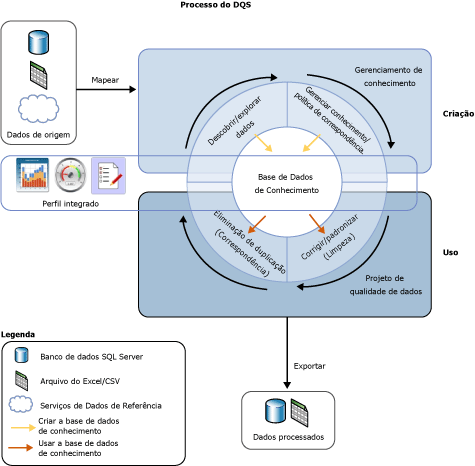 Processo do DQS
Dados de origem
Mapear
Gerenciamento de
conhecimento
Criação
Descobrir/explorar
dados
Gerenciar conhecimento/
política de correspondência.
Perfil integrado
Base de Dados
de Conhecimento
Eliminação de duplicação
(Correspondência)
Corrigir/padronizar
(Limpeza)
Uso
Projeto de
qualidade de dados
Exportar
Dados processados
Legenda
Banco de dados SQL Server
Arquivo do Excel/CSV
Serviços de Dados de Referência
Criar a base de dados
de conhecimento
Usar a base de dados
de conhecimento